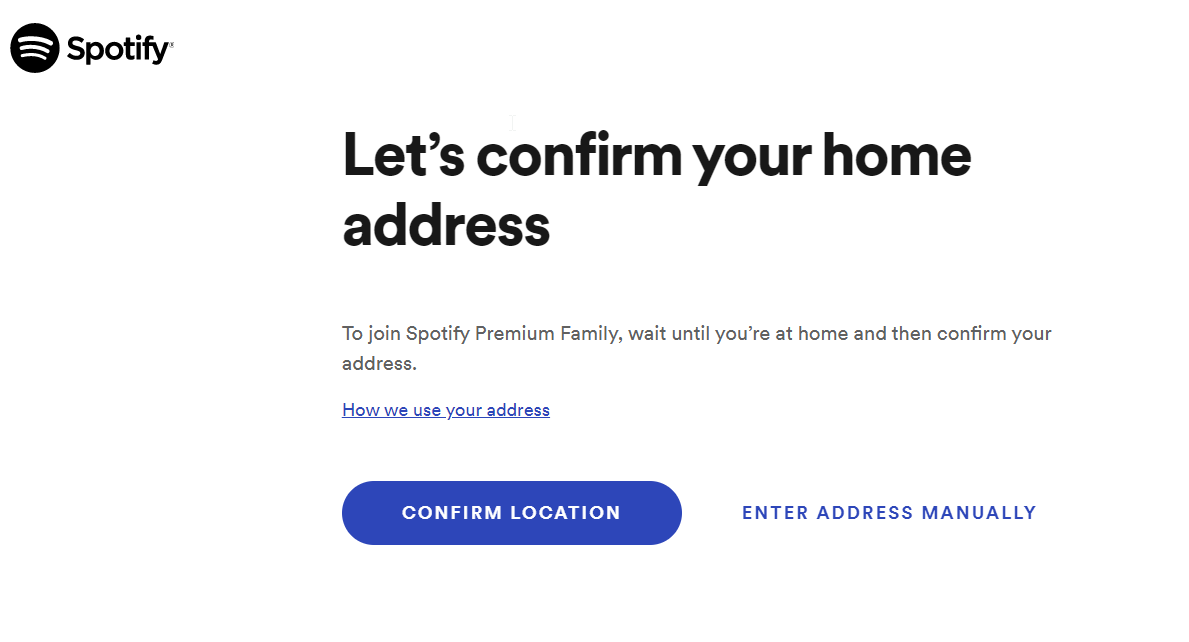 Spotify®
Let’s confirm your home
address
To join Spotify Premium Family, wait until you’re at home and then confirm your
address.
How we use your address
CONFIRM LOCATION
ENTER ADDRESS MANUALLY